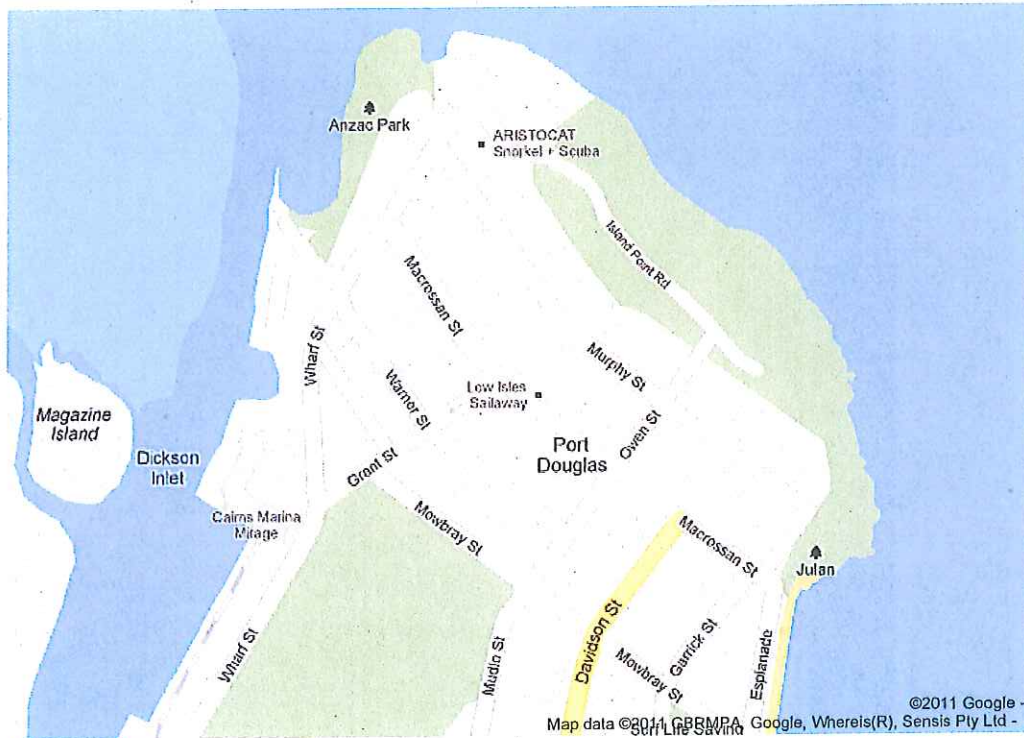 Anzac Park
ARISTOCAT
Snorkel + Scuba
Island Point Rd
Macrossan St
Wharf St
Murphy St
Warner St
Low Isles
Sailaway
Magazine
Island
Owen St
Port
Douglas
Dickson
Inlet
Grant St
Cairns Marina
Mirage
Mowbray St
Macrossan St
Julan
Davidson St
Garrick St
Wharf St
Mudlo St
Mowbray St
Esplanade
©2011 Google -
Map data ©2011 GBRMPA, Google, Whereis(R), Sensis Pty Ltd -
Surf Life Saving